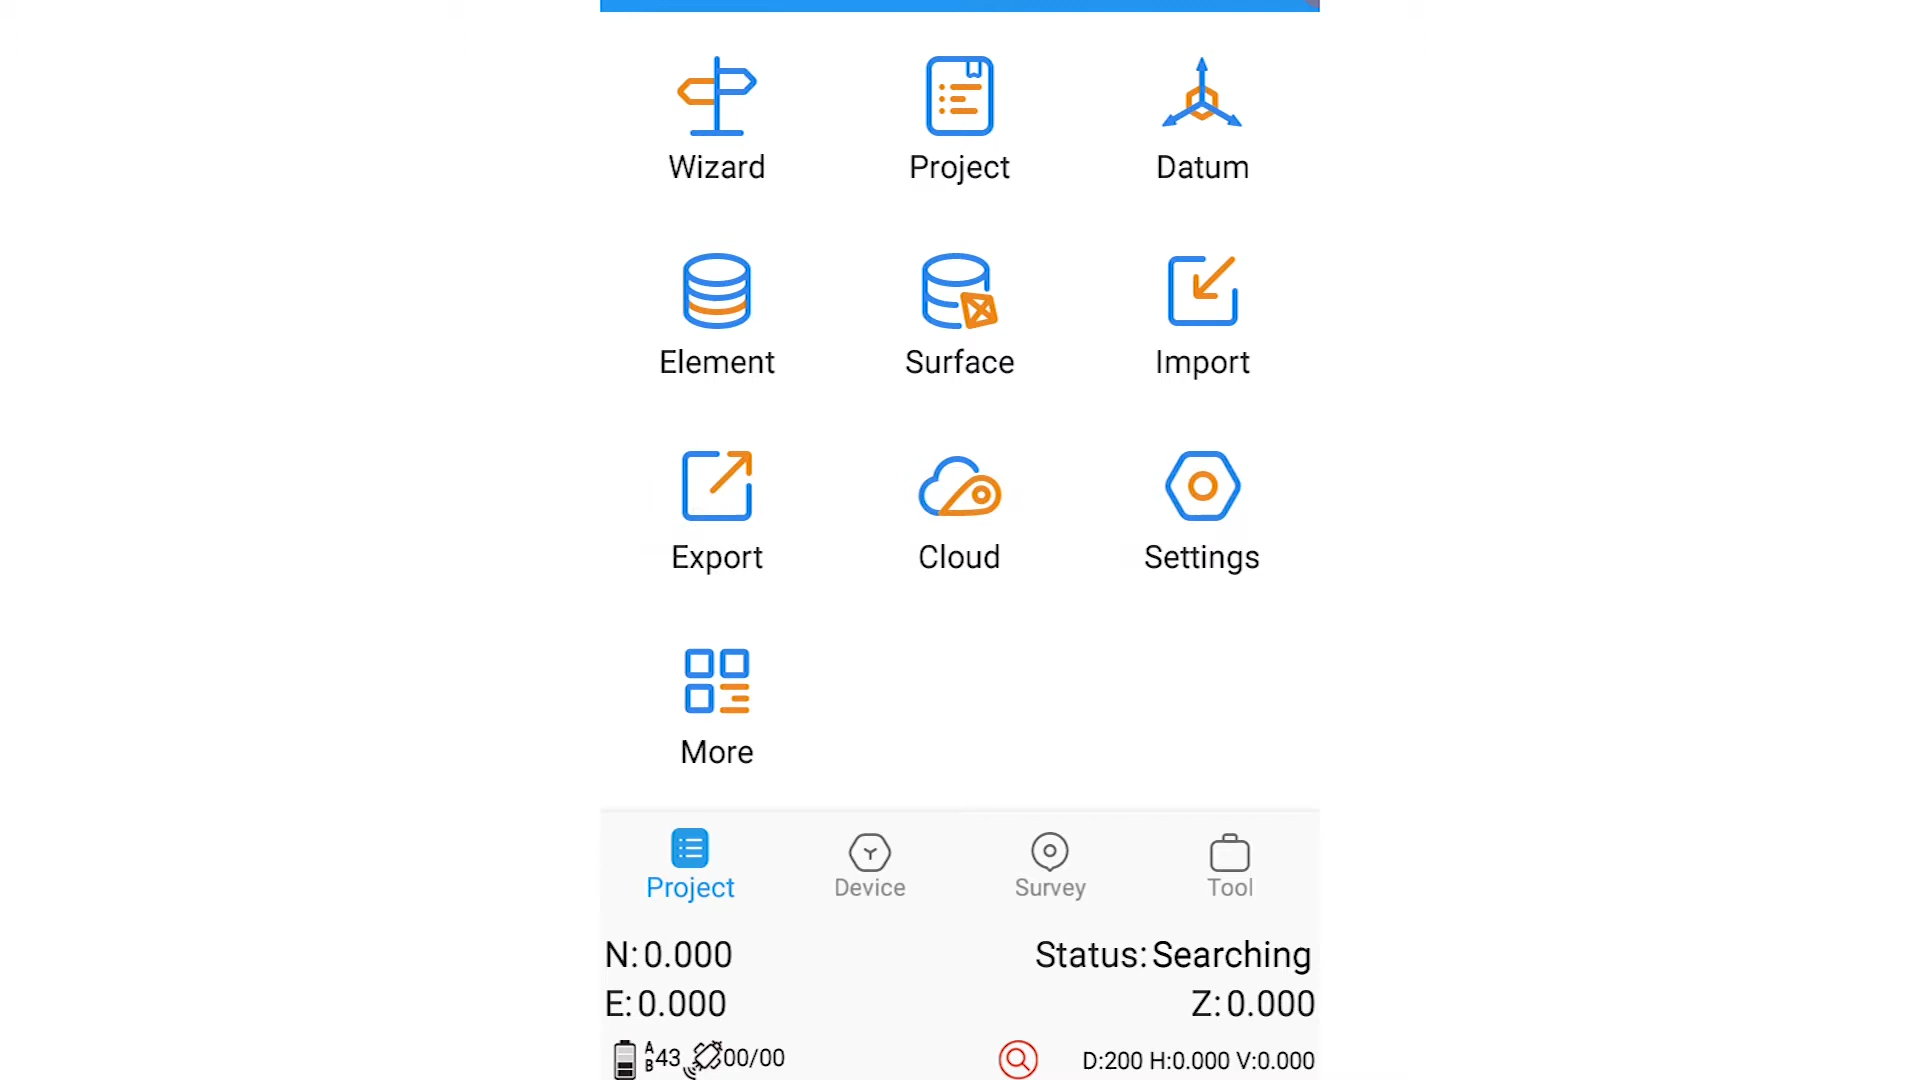 Wizard Project Datum
Element Surface Import
Export Cloud Settings
More
Project Device Survey Tool
N:0.000 Status:Searching
E:0.000 Z:0.000
A B 43 00/00 D:200 H:0.000 V:0.000